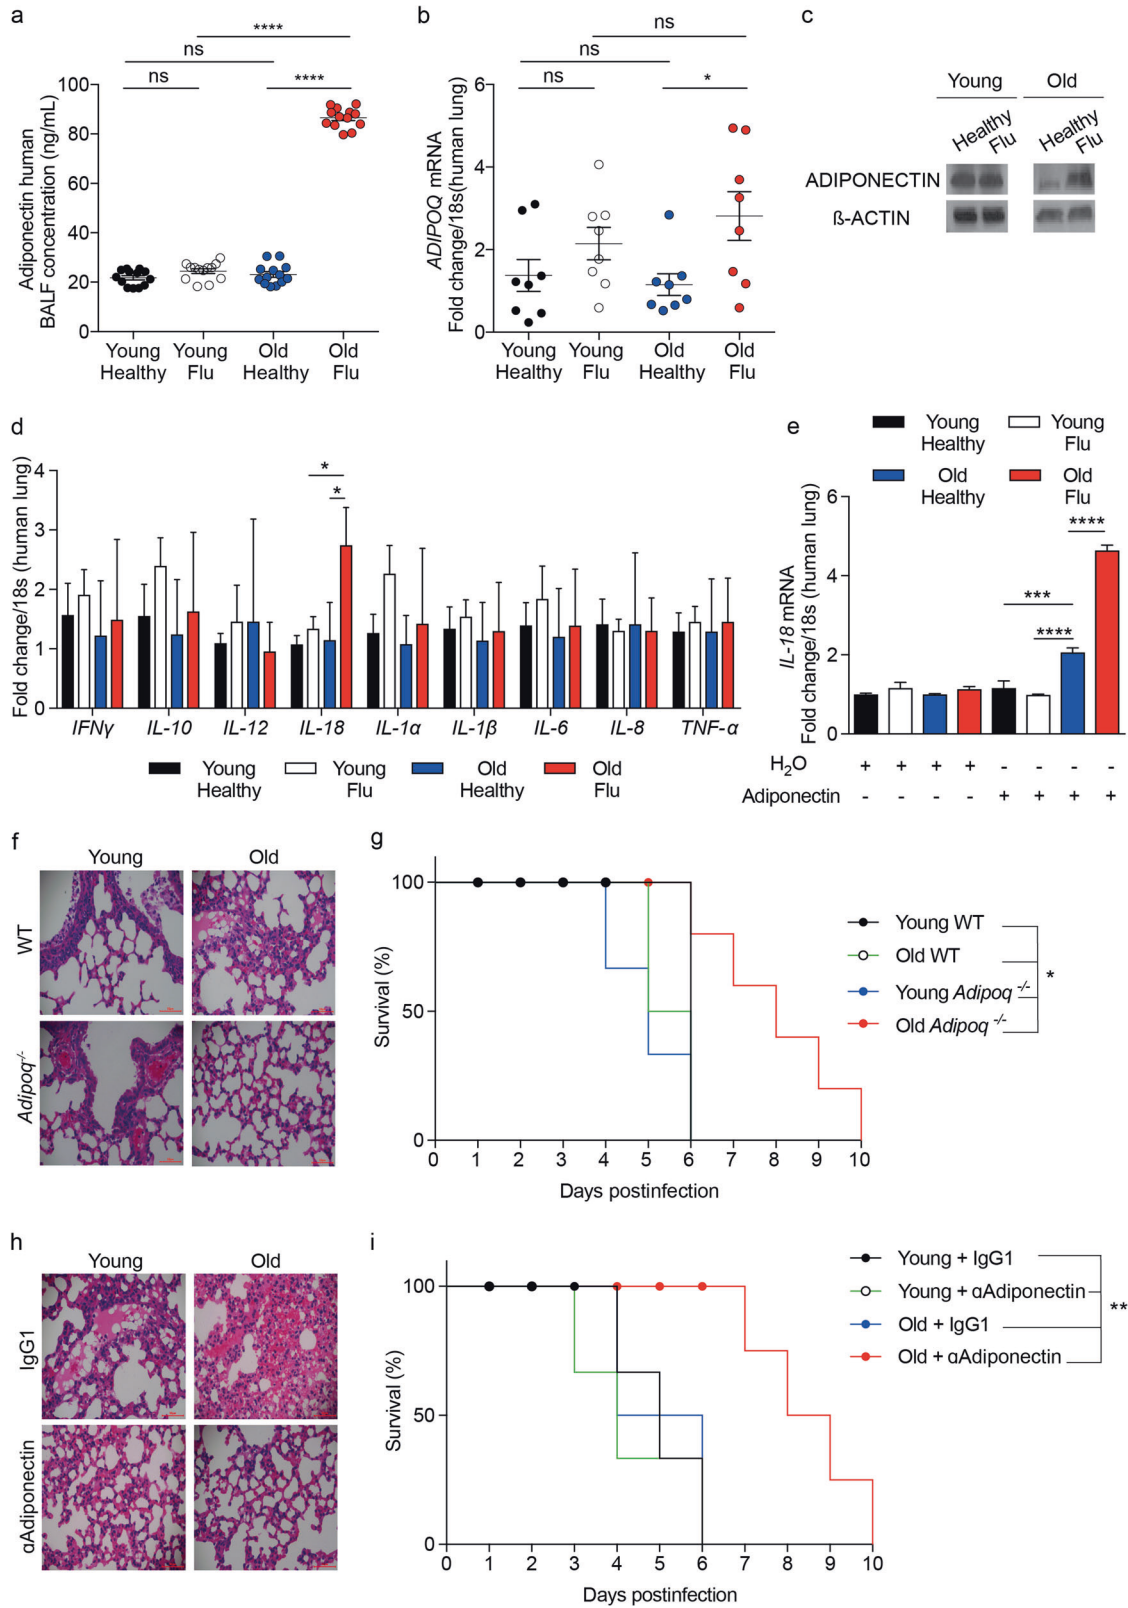 a
****
ns
ns
****
Adiponectin human
BALF concentration (ng/mL)
100
80
60
40
20
0
Young
Healthy
Young
Flu
Old
Healthy
Old
Flu
b
ns
ns
ns
*
ADIPOQ mRNA
Fold change/18s(human lung)
6
4
2
0
Young
Healthy
Young
Flu
Old
Healthy
Old
Flu
c
Young Old
Healthy Flu Healthy Flu
ADIPONECTIN
ß-ACTIN
d
Fold change/18s (human lung)
4
3
2
1
0
*
*
IFNγ IL-10 IL-12 IL-18 IL-1α IL-1β IL-6 IL-8 TNF-α
Young
Healthy
Young
Flu
Old
Healthy
Old
Flu
e
Young
Healthy
Young
Flu
Old
Healthy
Old
Flu
IL-18 mRNA
Fold change/18s (human lung)
6
4
2
0
****
***
****
H2O + + + + - - - -
Adiponectin - - - - + + + +
f
Young Old
WT
Adipoq-/-
g
Survival (%)
100
50
0
0 1 2 3 4 5 6 7 8 9 10
Days postinfection
Young WT
Old WT
Young Adipoq -/-
Old Adipoq -/-
*
h
Young Old
IgG1
αAdiponectin
i
Survival (%)
100
50
0
0 1 2 3 4 5 6 7 8 9 10
Days postinfection
Young + IgG1
Young + αAdiponectin
Old + IgG1
Old + αAdiponectin
**